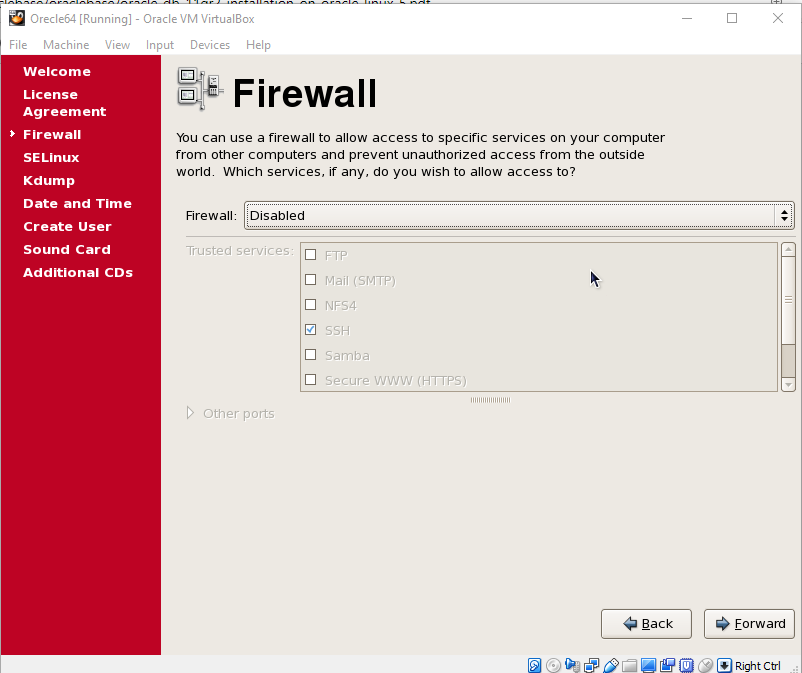 Orecle64 [Running] - Oracle VM VirtualBox
File Machine View Input Devices Help
Welcome
License
Agreement
Firewall
SELinux
Kdump
Date and Time
Create User
Sound Card
Additional CDs
Firewall
You can use a firewall to allow access to specific services on your computer
from other computers and prevent unauthorized access from the outside
world. Which services, if any, do you wish to allow access to?
Firewall: Disabled
Trusted services:
FTP
Mail (SMTP)
NFS4
SSH
Samba
Secure WWW (HTTPS)
Other ports
Back Forward
Right Ctrl